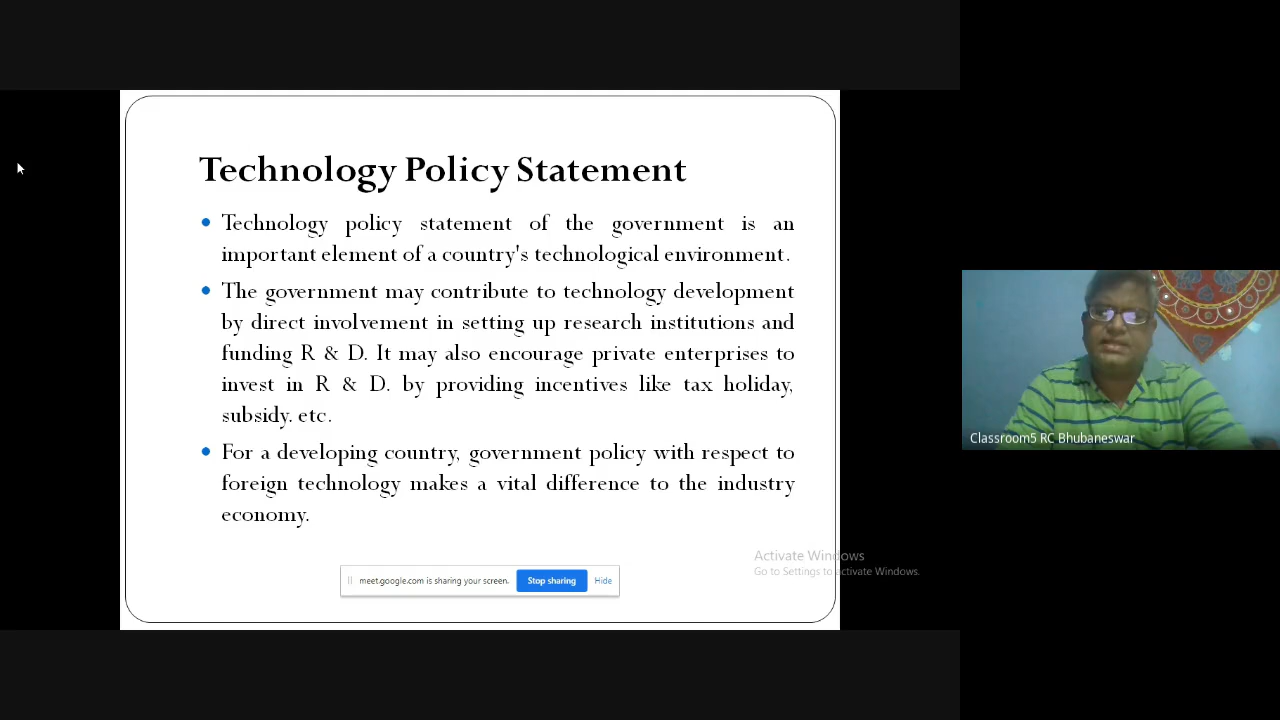 Technology Policy Statement
• Technology policy statement of the government is an
important element of a country's technological environment.
• The government may contribute to technology development
by direct involvement in setting up research institutions and
funding R & D. It may also encourage private enterprises to
invest in R & D. by providing incentives like tax holiday,
subsidy. etc.
• For a developing country, government policy with respect to
foreign technology makes a vital difference to the industry
economy.
Activate Windows
Go to Settings to activate Windows.
meet.google.com is sharing your screen. Stop sharing Hide
Classroom5 RC Bhubaneswar